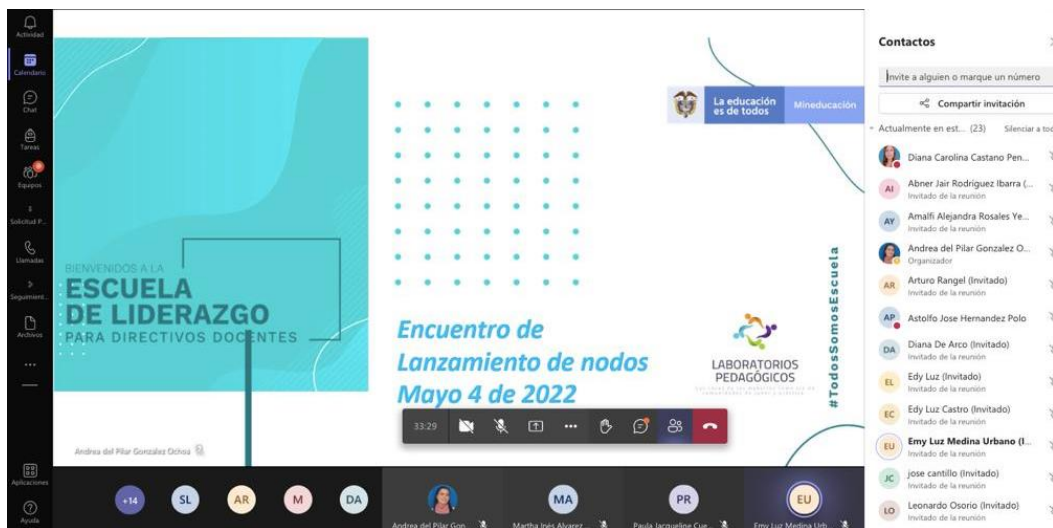 Actividad
Calendario
Chat
Tareas
Equipos
Solicitud P...
Llamadas
Seguimient...
Archivos
...
Aplicaciones
Ayuda
BIENVENIDOS A LA
ESCUELA
DE LIDERAZGO
PARA DIRECTIVOS DOCENTES
La educación
es de todos
Mineducación
Encuentro de
Lanzamiento de nodos
Mayo 4 de 2022
LABORATORIOS
PEDAGÓGICOS
#TodosSomosEscuela
33:29
Andrea del Pilar Gonzalez Ochoa
+14
SL
AR
M
DA
Andrea del Pilar Gon...
MA
Martha Inés Alvarez...
PR
Paula Jacqueline Cue...
EU
Emy Luz Medina Urb...
Contactos
Invite a alguien o marque un número
Compartir invitación
Actualmente en est... (23) Silenciar a tod
Diana Carolina Castano Pen...
AI
Abner Jair Rodríguez Ibarra (...
Invitado de la reunión
AY
Amalfi Alejandra Rosales Ye...
Invitado de la reunión
Andrea del Pilar Gonzalez O...
Organizador
AR
Arturo Rangel (Invitado)
Invitado de la reunión
AP
Astolfo Jose Hernandez Polo
DA
Diana De Arco (Invitado)
Invitado de la reunión
EL
Edy Luz (Invitado)
Invitado de la reunión
EC
Edy Luz Castro (Invitado)
Invitado de la reunión
EU
Emy Luz Medina Urbano (I...
Invitado de la reunión
JC
jose cantillo (Invitado)
Invitado de la reunión
LO
Leonardo Osorio (Invitado)
Invitado de la reunión